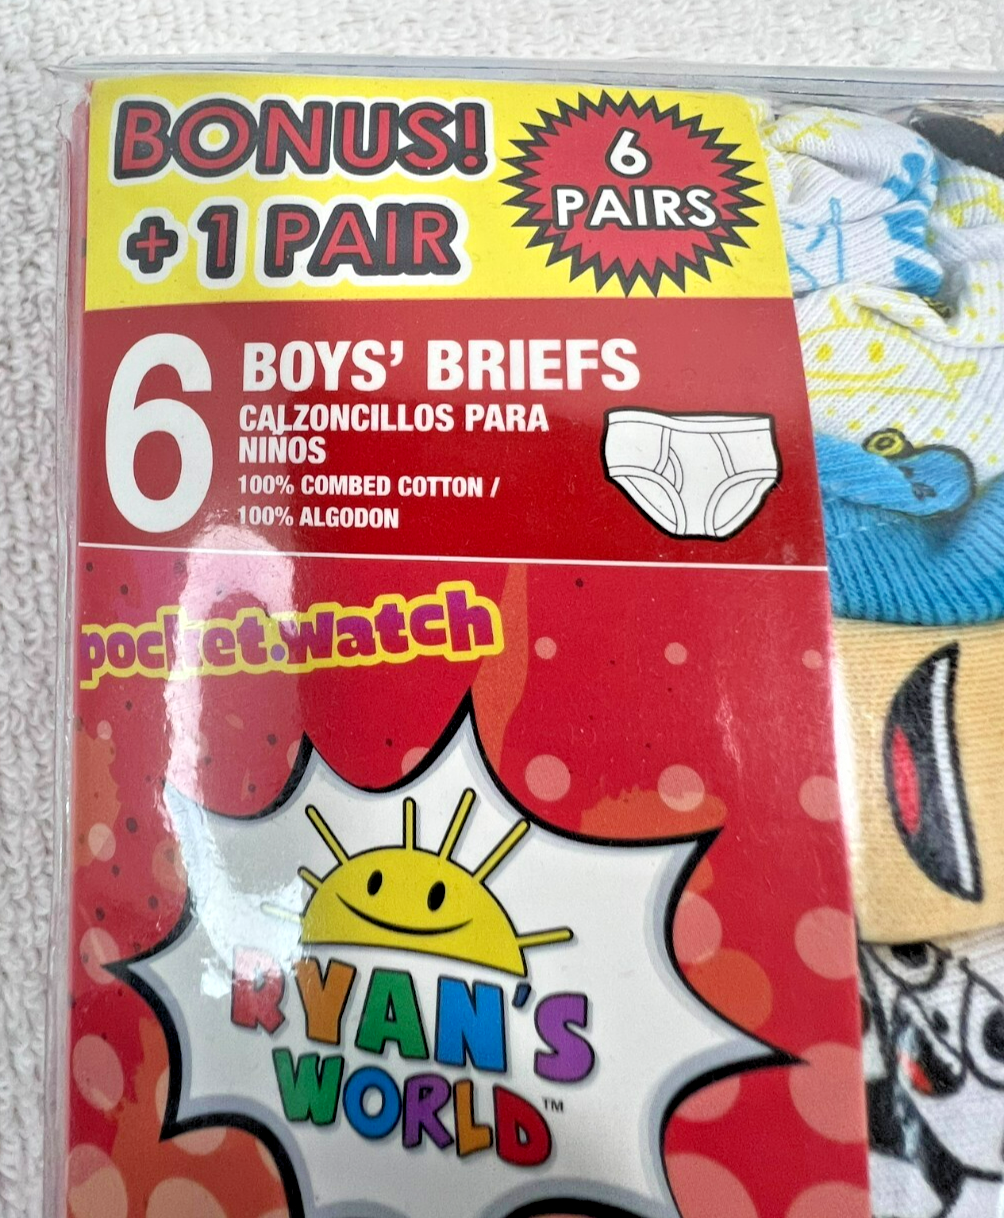 BONUS!
+ 1 PAIR
6
PAIRS
6
BOYS' BRIEFS
CALZONCILLOS PARA
NIÑOS
100% COMBED COTTON /
100% ALGODON
pocket.watch
RYAN'S
WORLD™